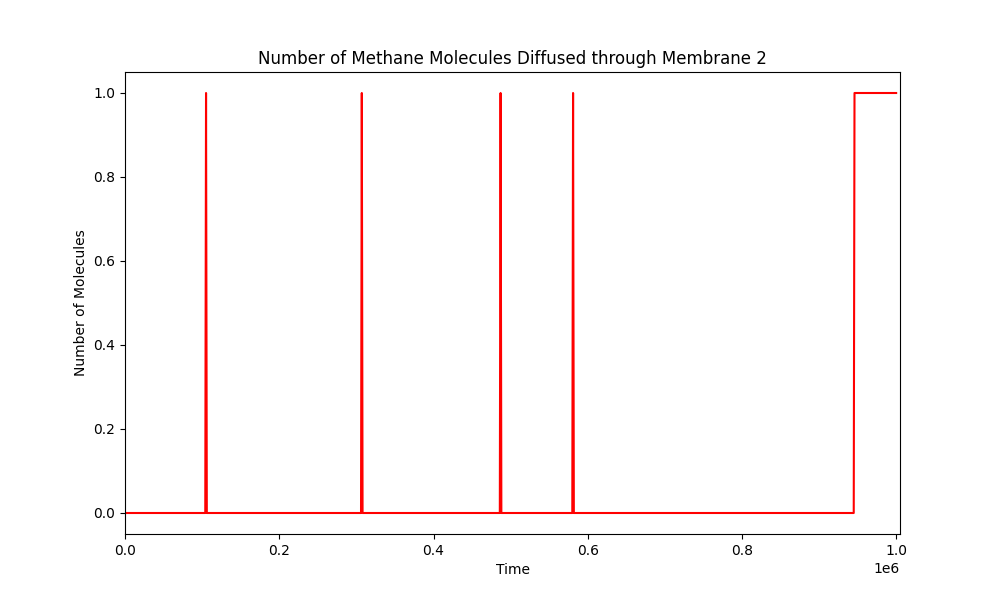 Number of Methane Molecules Diffused through Membrane 2
Number of Molecules
1.0
0.8
0.6
0.4
0.2
0.0
0.0 0.2 0.4 0.6 0.8 1.0
1e6
Time